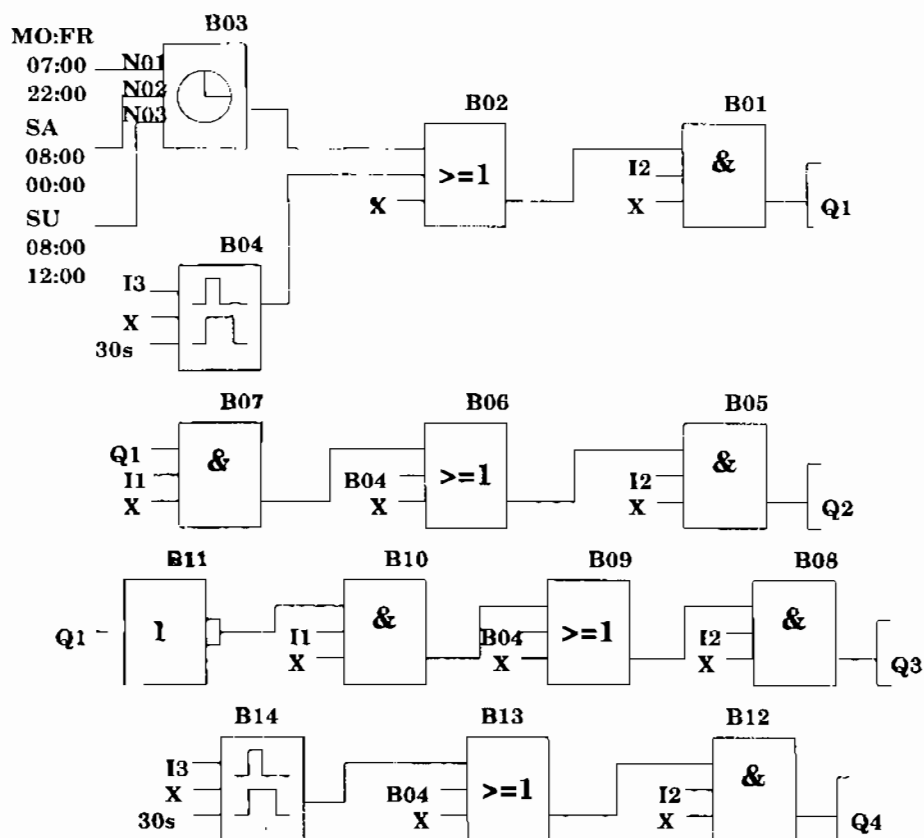 B03
MO:FR
07:00
22:00
SA
08:00
00:00
SU
08:00
12:00
N01
N02
N03
B02
>=1
X
B01
I2
X
&
Q1
B04
I3
X
30s
B07
Q1
I1
X
&
B06
B04
X
>=1
B05
I2
X
&
Q2
B11
Q1
1
B10
I1
X
&
B09
B04
X
>=1
B08
I2
X
&
Q3
B14
I3
X
30s
B13
B04
X
>=1
B12
I2
X
&
Q4